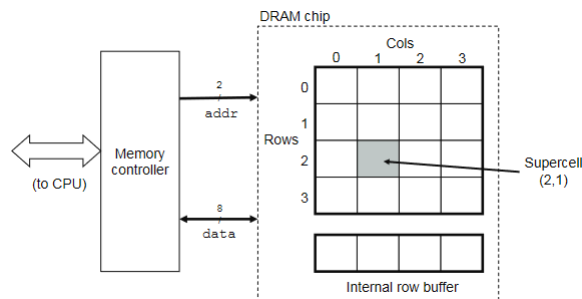 DRAM chip
Cols
0 1 2 3
2
addr
0
1
Rows
2
3
Memory
controller
(to CPU)
Supercell
(2,1)
8
data
Internal row buffer